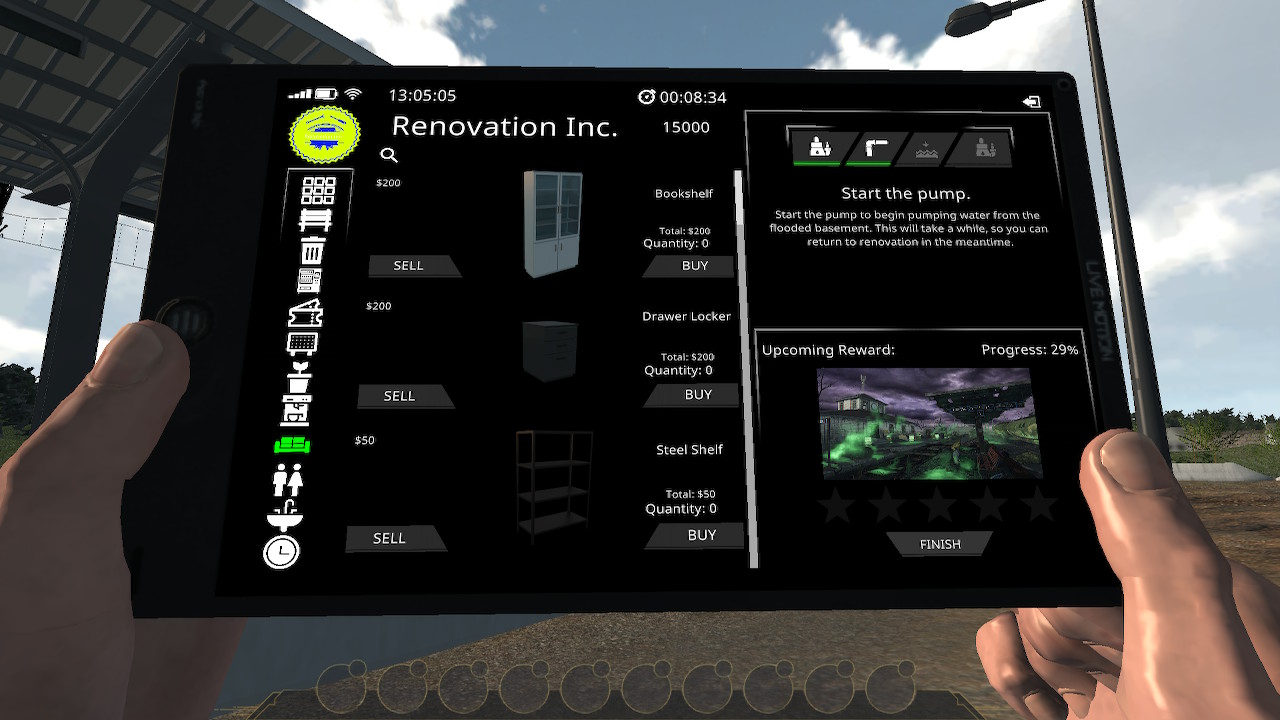 13:05:05
00:08:34
Renovation Inc.
15000
$200
Bookshelf
Total: $200
Quantity: 0
SELL
BUY
$200
Drawer Locker
Total: $200
Quantity: 0
SELL
BUY
$50
Steel Shelf
Total: $50
Quantity: 0
SELL
BUY
Start the pump.
Start the pump to begin pumping water from the
flooded basement. This will take a while, so you can
return to renovation in the meantime.
Upcoming Reward:
Progress: 29%
FINISH
LIVE MOTION